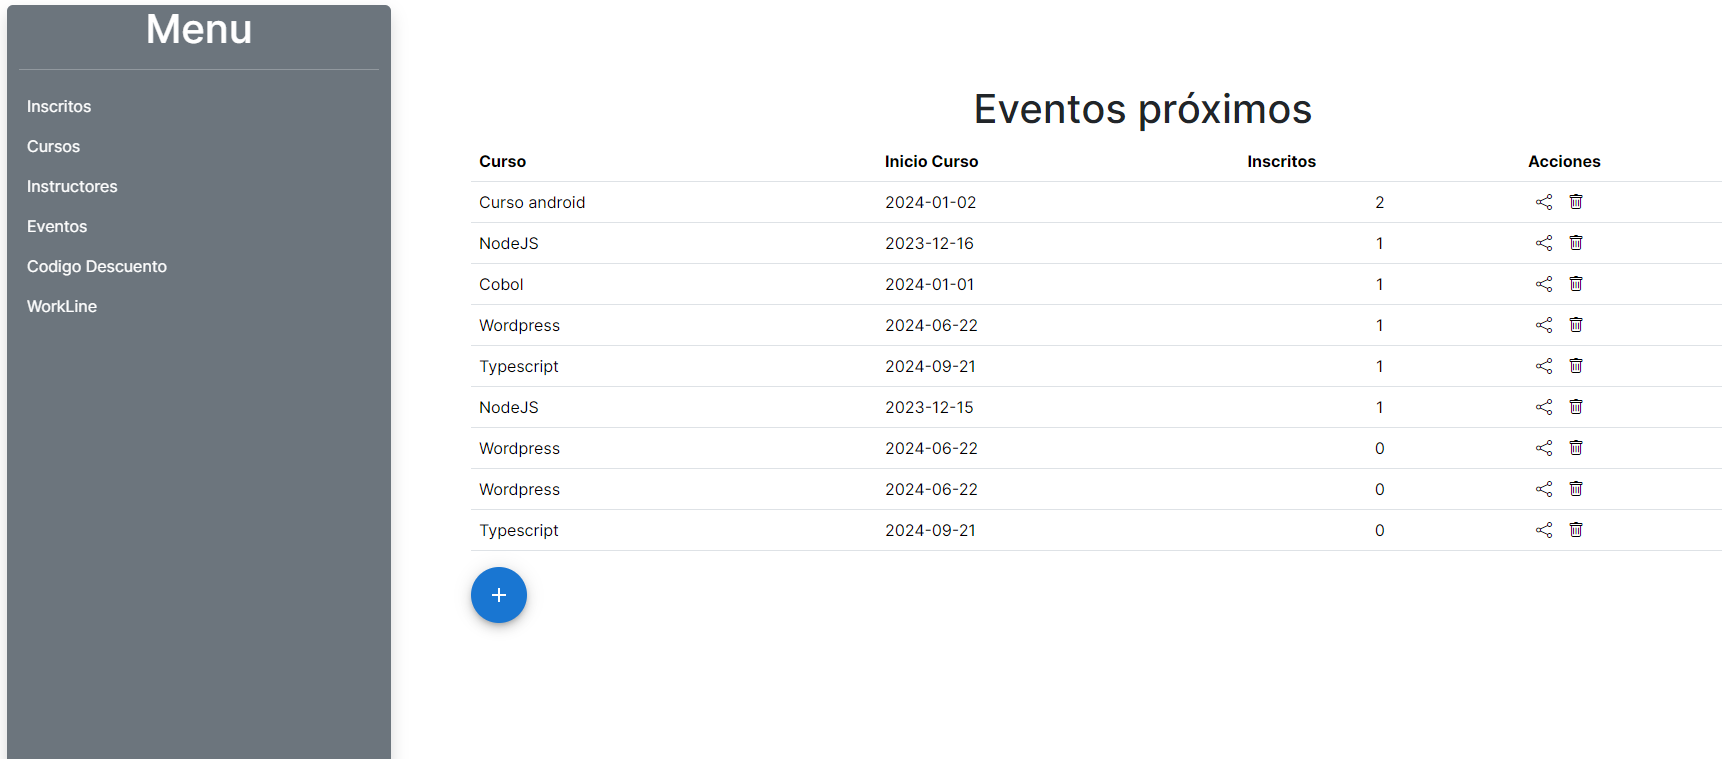 Menu
Inscritos
Cursos
Instructores
Eventos
Codigo Descuento
WorkLine
Eventos próximos
Curso Inicio Curso Inscritos Acciones
Curso android 2024-01-02 2
NodeJS 2023-12-16 1
Cobol 2024-01-01 1
Wordpress 2024-06-22 1
Typescript 2024-09-21 1
NodeJS 2023-12-15 1
Wordpress 2024-06-22 0
Wordpress 2024-06-22 0
Typescript 2024-09-21 0
+